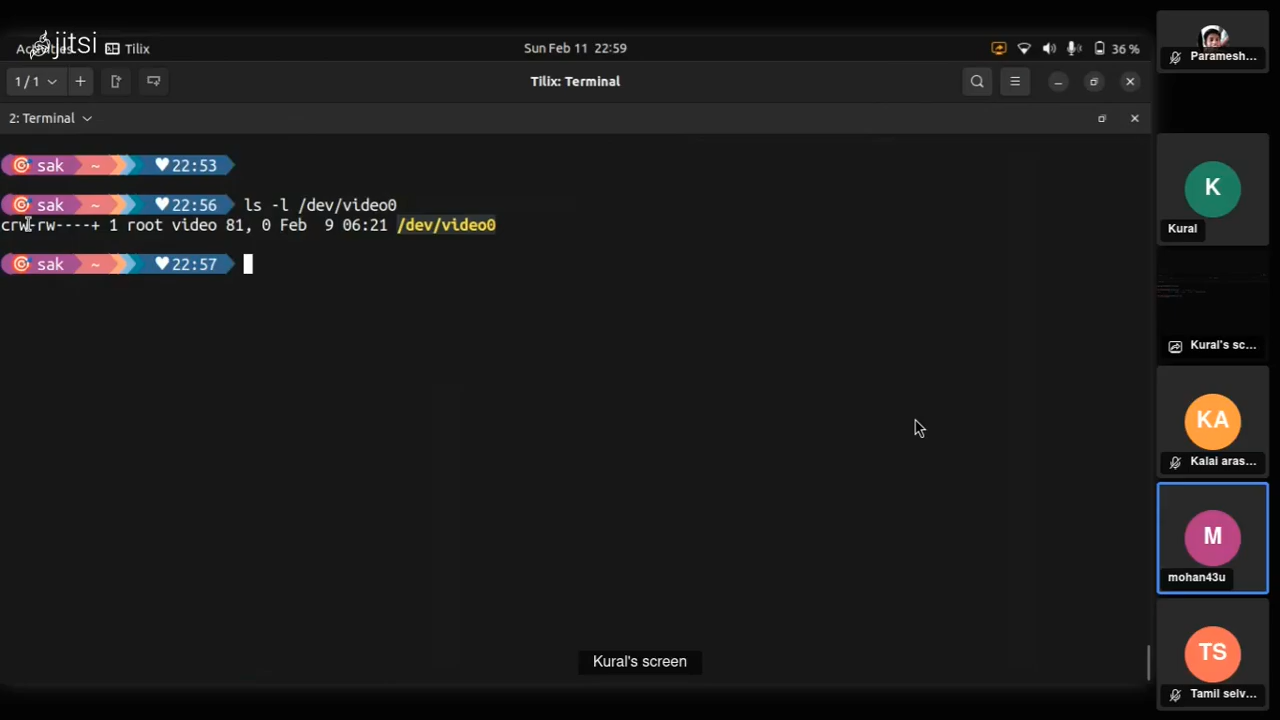 jitsi
Tilix
Sun Feb 11 22:59
36 %
1 / 1
Tilix: Terminal
2: Terminal
sak ~ 22:53
sak ~ 22:56 ls -l /dev/video0
crw-rw----+ 1 root video 81, 0 Feb  9 06:21 /dev/video0
sak ~ 22:57
Kural's screen
Paramesh...
K
Kural
Kural's sc...
KA
Kalai aras...
M
mohan43u
TS
Tamil selv...